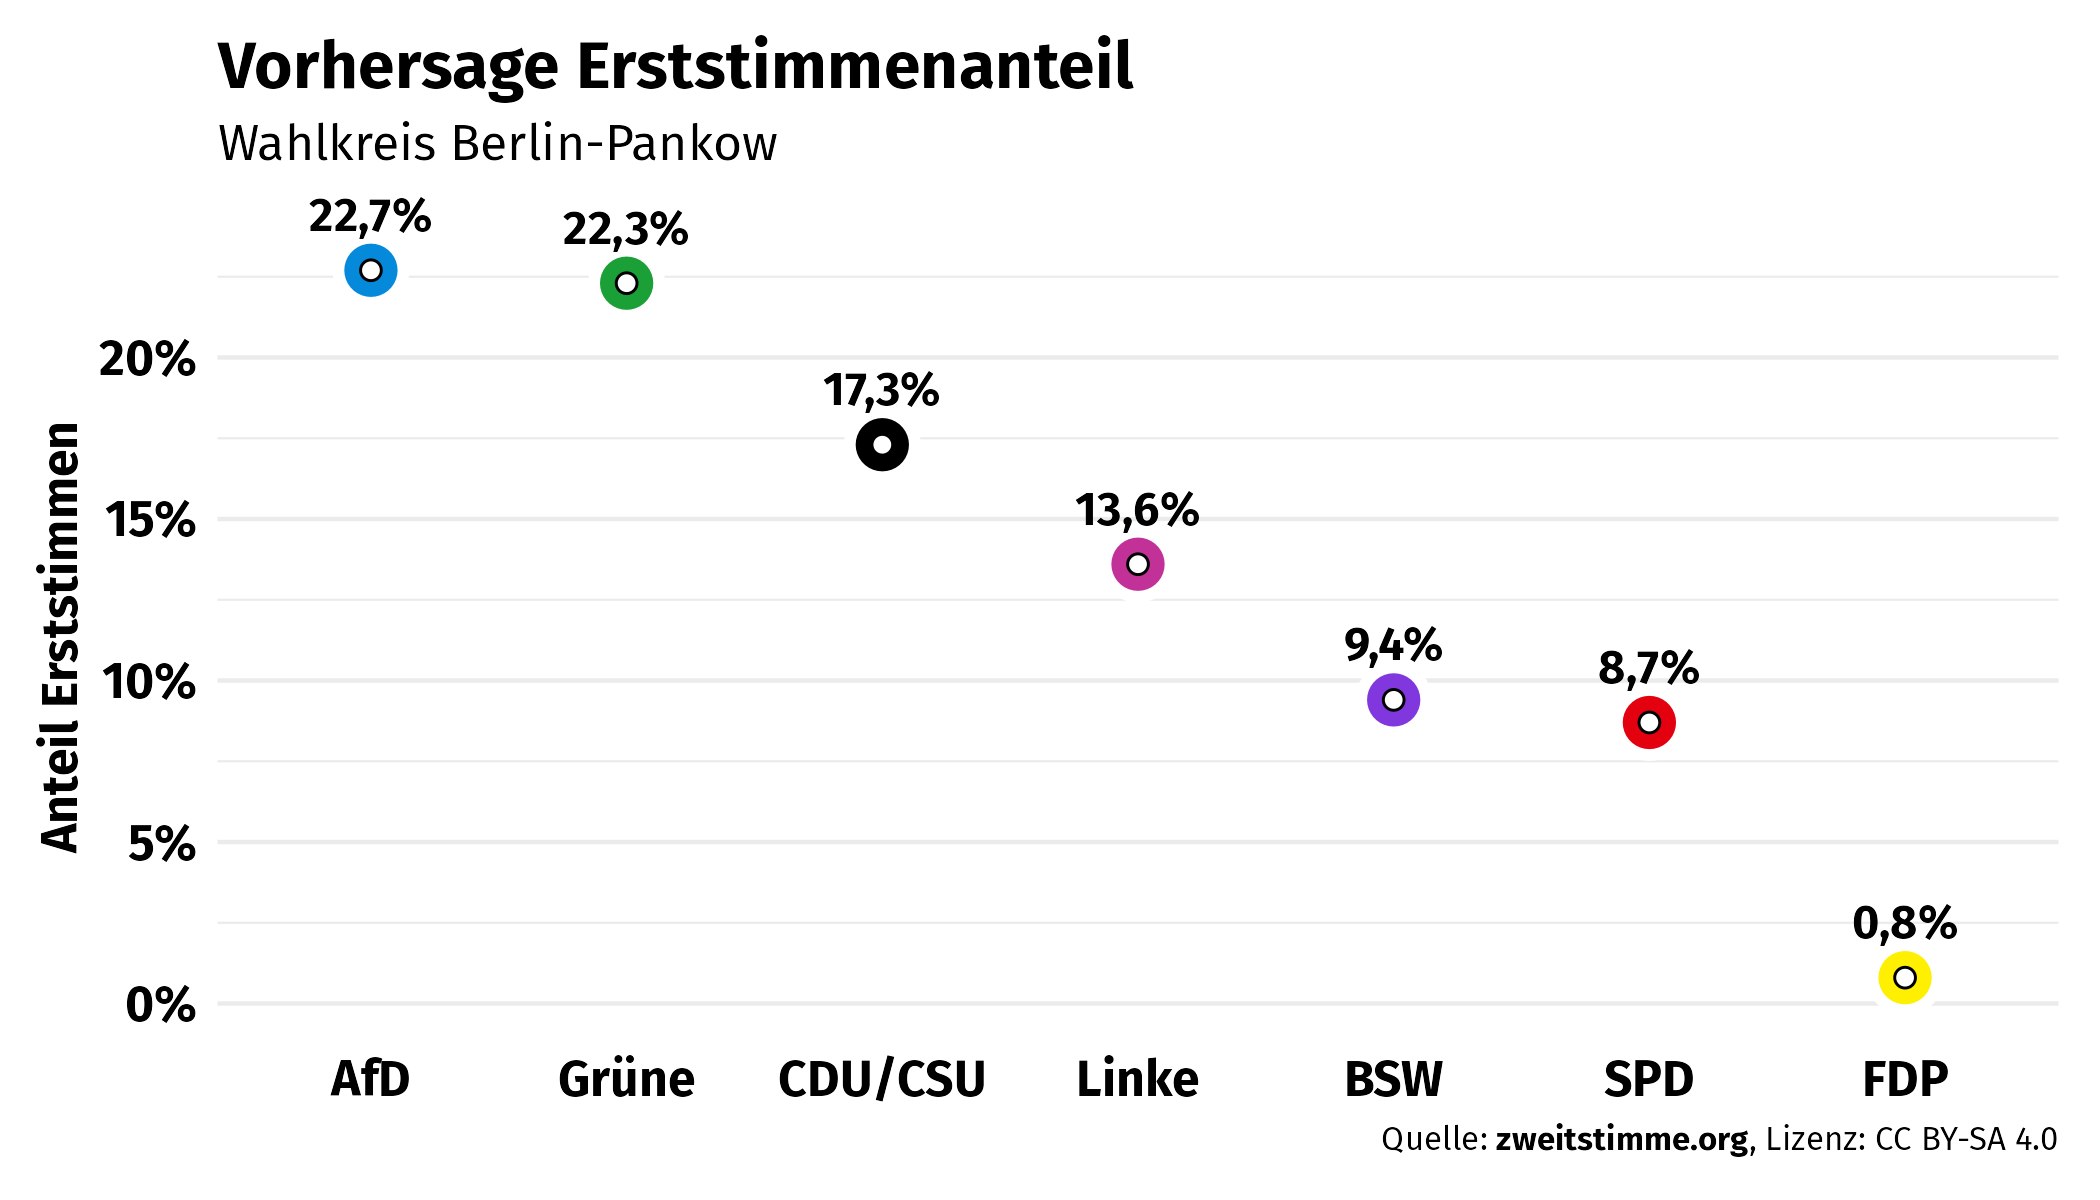 Vorhersage Erststimmenanteil
Wahlkreis Berlin-Pankow
22,7%
22,3%
17,3%
13,6%
9,4%
8,7%
0,8%
Anteil Erststimmen
20%
15%
10%
5%
0%
AfD Grüne CDU/CSU Linke BSW SPD FDP
Quelle: zweitstimme.org, Lizenz: CC BY-SA 4.0